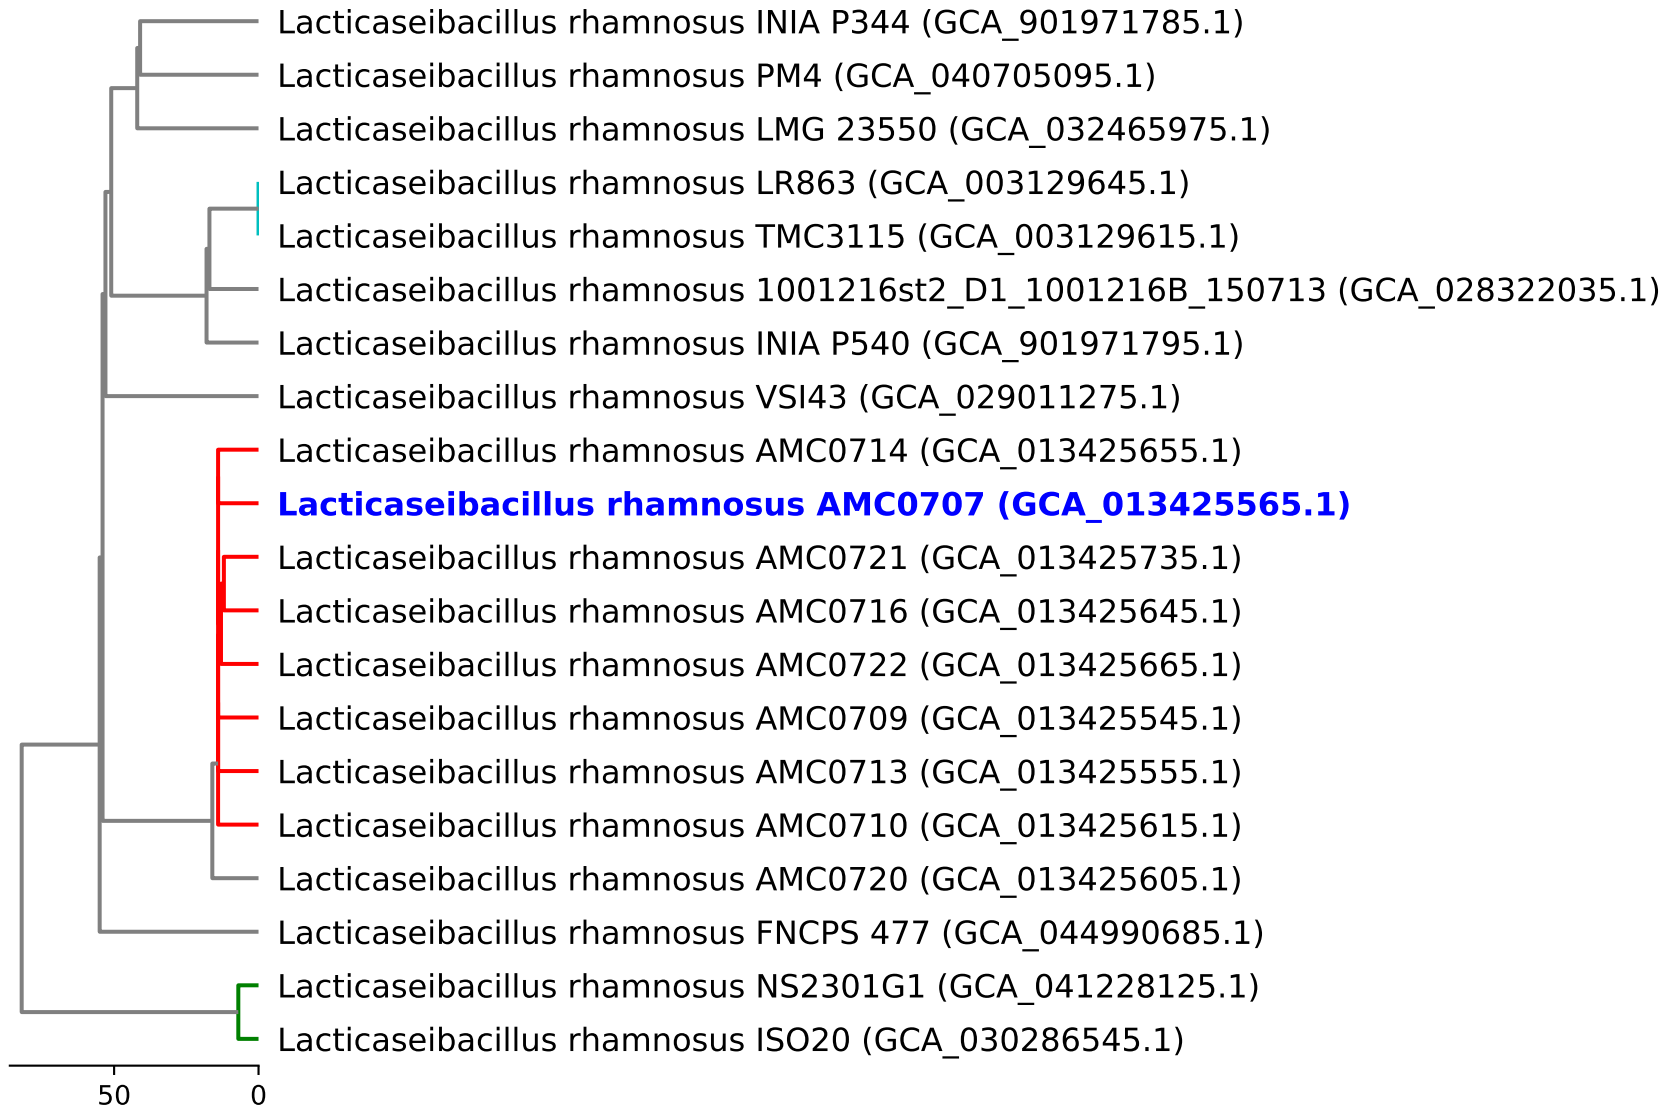 Lacticaseibacillus rhamnosus INIA P344 (GCA_901971785.1)
Lacticaseibacillus rhamnosus PM4 (GCA_040705095.1)
Lacticaseibacillus rhamnosus LMG 23550 (GCA_032465975.1)
Lacticaseibacillus rhamnosus LR863 (GCA_003129645.1)
Lacticaseibacillus rhamnosus TMC3115 (GCA_003129615.1)
Lacticaseibacillus rhamnosus 1001216st2_D1_1001216B_150713 (GCA_028322035.1)
Lacticaseibacillus rhamnosus INIA P540 (GCA_901971795.1)
Lacticaseibacillus rhamnosus VSI43 (GCA_029011275.1)
Lacticaseibacillus rhamnosus AMC0714 (GCA_013425655.1)
Lacticaseibacillus rhamnosus AMC0707 (GCA_013425565.1)
Lacticaseibacillus rhamnosus AMC0721 (GCA_013425735.1)
Lacticaseibacillus rhamnosus AMC0716 (GCA_013425645.1)
Lacticaseibacillus rhamnosus AMC0722 (GCA_013425665.1)
Lacticaseibacillus rhamnosus AMC0709 (GCA_013425545.1)
Lacticaseibacillus rhamnosus AMC0713 (GCA_013425555.1)
Lacticaseibacillus rhamnosus AMC0710 (GCA_013425615.1)
Lacticaseibacillus rhamnosus AMC0720 (GCA_013425605.1)
Lacticaseibacillus rhamnosus FNCPS 477 (GCA_044990685.1)
Lacticaseibacillus rhamnosus NS2301G1 (GCA_041228125.1)
Lacticaseibacillus rhamnosus ISO20 (GCA_030286545.1)
50 0